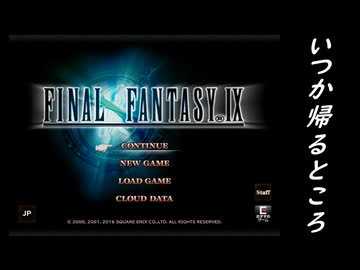 FINAL FANTASY IX
CONTINUE
NEW GAME
LOAD GAME
CLOUD DATA
Staff
JP
E
© 2000, 2001, 2016 SQUARE ENIX CO., LTD. ALL RIGHTS RESERVED.
いつか帰るところ